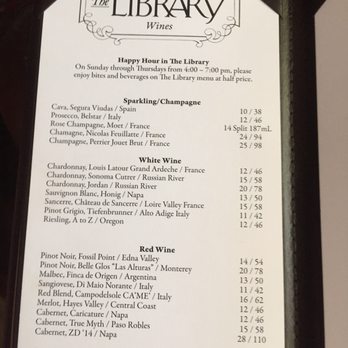 The LIBRARY
Wines
Happy Hour in The Library
On Sunday through Thursdays from 4:00 – 7:00 pm, please
enjoy bites and beverages on The Library menu at half price.
Sparkling/Champagne
Cava, Segura Viudas / Spain 10 / 38
Prosecco, Belstar / Italy 12 / 46
Rose Champagne, Moet / France 14 Split 187mL
Chamagne, Nicolas Feuillatte / France 24 / 94
Champagne, Perrier Jouet Brut / France 25 / 98
White Wine
Chardonnay, Louis Latour Grand Ardeche / France 12 / 46
Chardonnay, Sonoma Cutrer / Russian River 15 / 58
Chardonnay, Jordan / Russian River 20 / 78
Sauvignon Blanc, Honig / Napa 13 / 50
Sancerre, Château de Sancerre / Loire Valley France 15 / 58
Pinot Grigio, Tiefenbrunner / Alto Adige Italy 11 / 42
Riesling, A to Z / Oregon 12 / 46
Red Wine
Pinot Noir, Fossil Point / Edna Valley 14 / 54
Pinot Noir, Belle Glos "Las Alturas" / Monterey 20 / 78
Malbec, Finca de Origen / Argentina 13 / 50
Sangiovese, Di Maio Norante / Italy 11 / 42
Red Blend, Campodelsole CA'ME' / Italy 16 / 62
Merlot, Hayes Valley / Central Coast 12 / 46
Cabernet, Caricature / Napa 12 / 46
Cabernet, True Myth / Paso Robles 15 / 58
Cabernet, ZD '14 / Napa 28 / 110